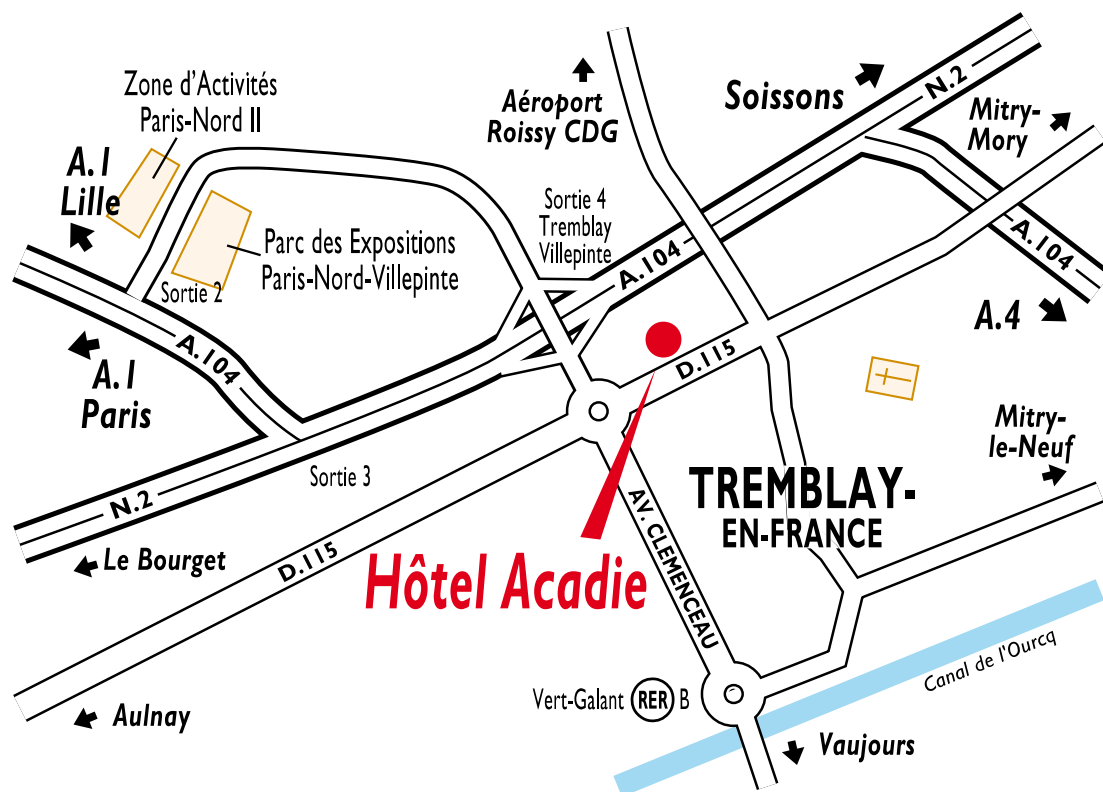 Zone d'Activités
Paris-Nord II
A.1
Lille
Aéroport
Roissy CDG
Soissons
N.2
Mitry-
Mory
Sortie 4
Tremblay
Villepinte
Parc des Expositions
Paris-Nord-Villepinte
Sortie 2
A.104
A.104
A.104
A.4
A.1
Paris
D.115
Mitry-
le-Neuf
Sortie 3
N.2
TREMBLAY-
EN-FRANCE
AV. CLEMENCEAU
Le Bourget
D.115
Hôtel Acadie
Canal de l'Ourcq
Vert-Galant RER B
Aulnay
Vaujours